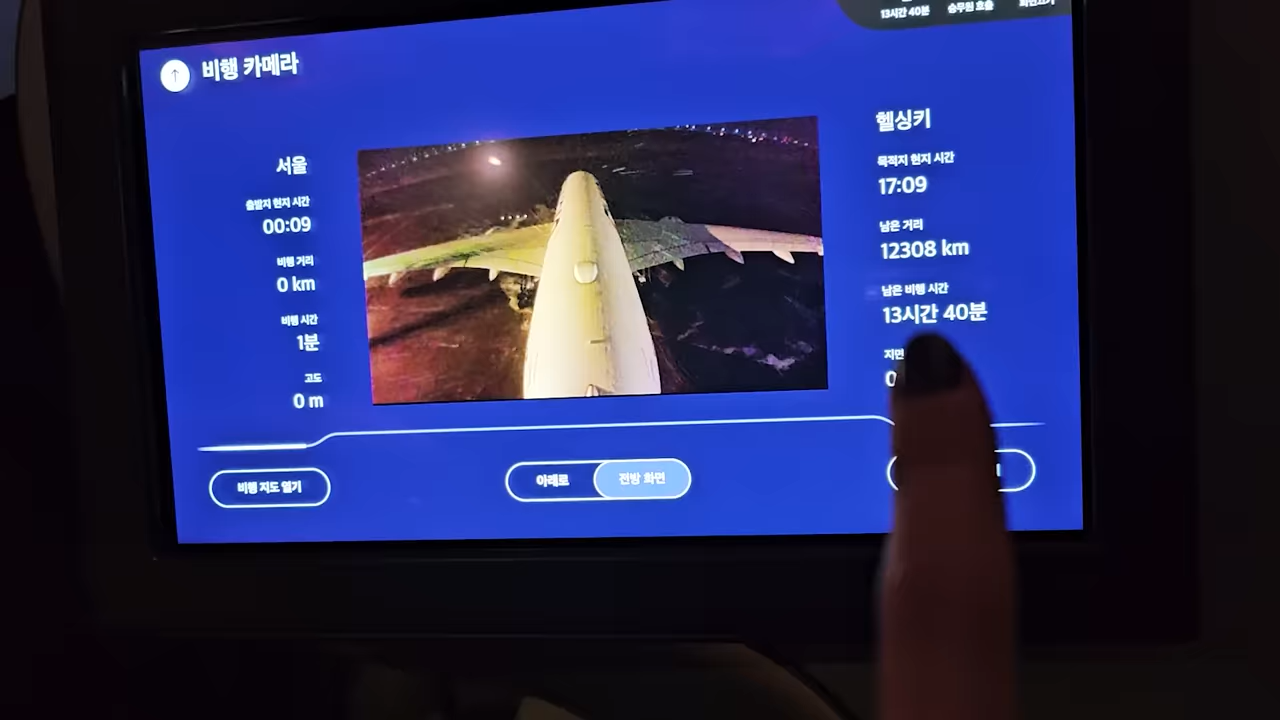 13시간 40분
승무원 호출
비행 카메라
서울
출발지 현지 시간
00:09
비행 거리
0 km
비행 시간
1분
고도
0 m
헬싱키
목적지 현지 시간
17:09
남은 거리
12308 km
남은 비행 시간
13시간 40분
지면
비행 지도 열기
아래로
전방 화면